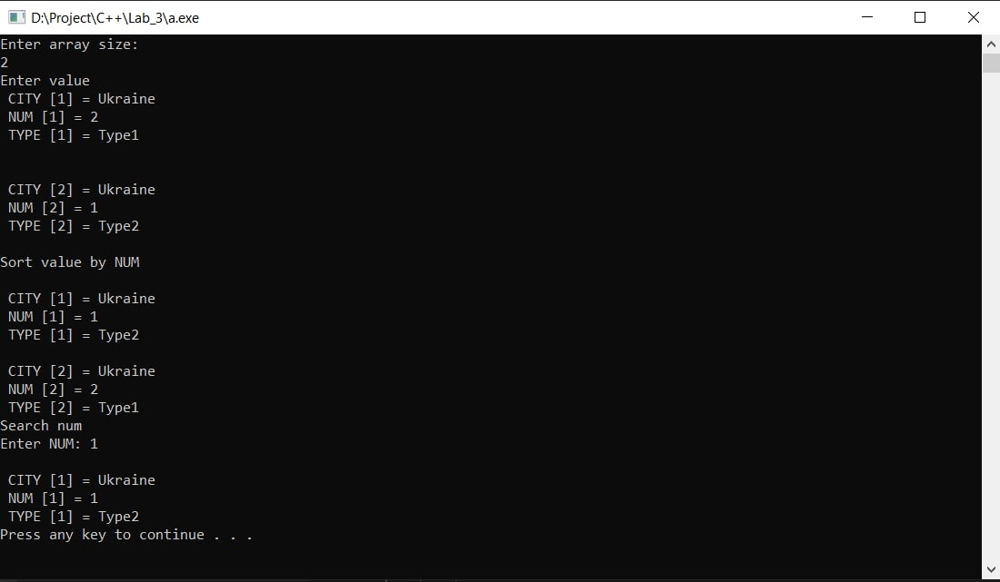 D:\Project\C++\Lab_3\a.exe
Enter array size:
2
Enter value
CITY [1] = Ukraine
NUM [1] = 2
TYPE [1] = Type1
CITY [2] = Ukraine
NUM [2] = 1
TYPE [2] = Type2
Sort value by NUM
CITY [1] = Ukraine
NUM [1] = 1
TYPE [1] = Type2
CITY [2] = Ukraine
NUM [2] = 2
TYPE [2] = Type1
Search num
Enter NUM: 1
CITY [1] = Ukraine
NUM [1] = 1
TYPE [1] = Type2
Press any key to continue . . .